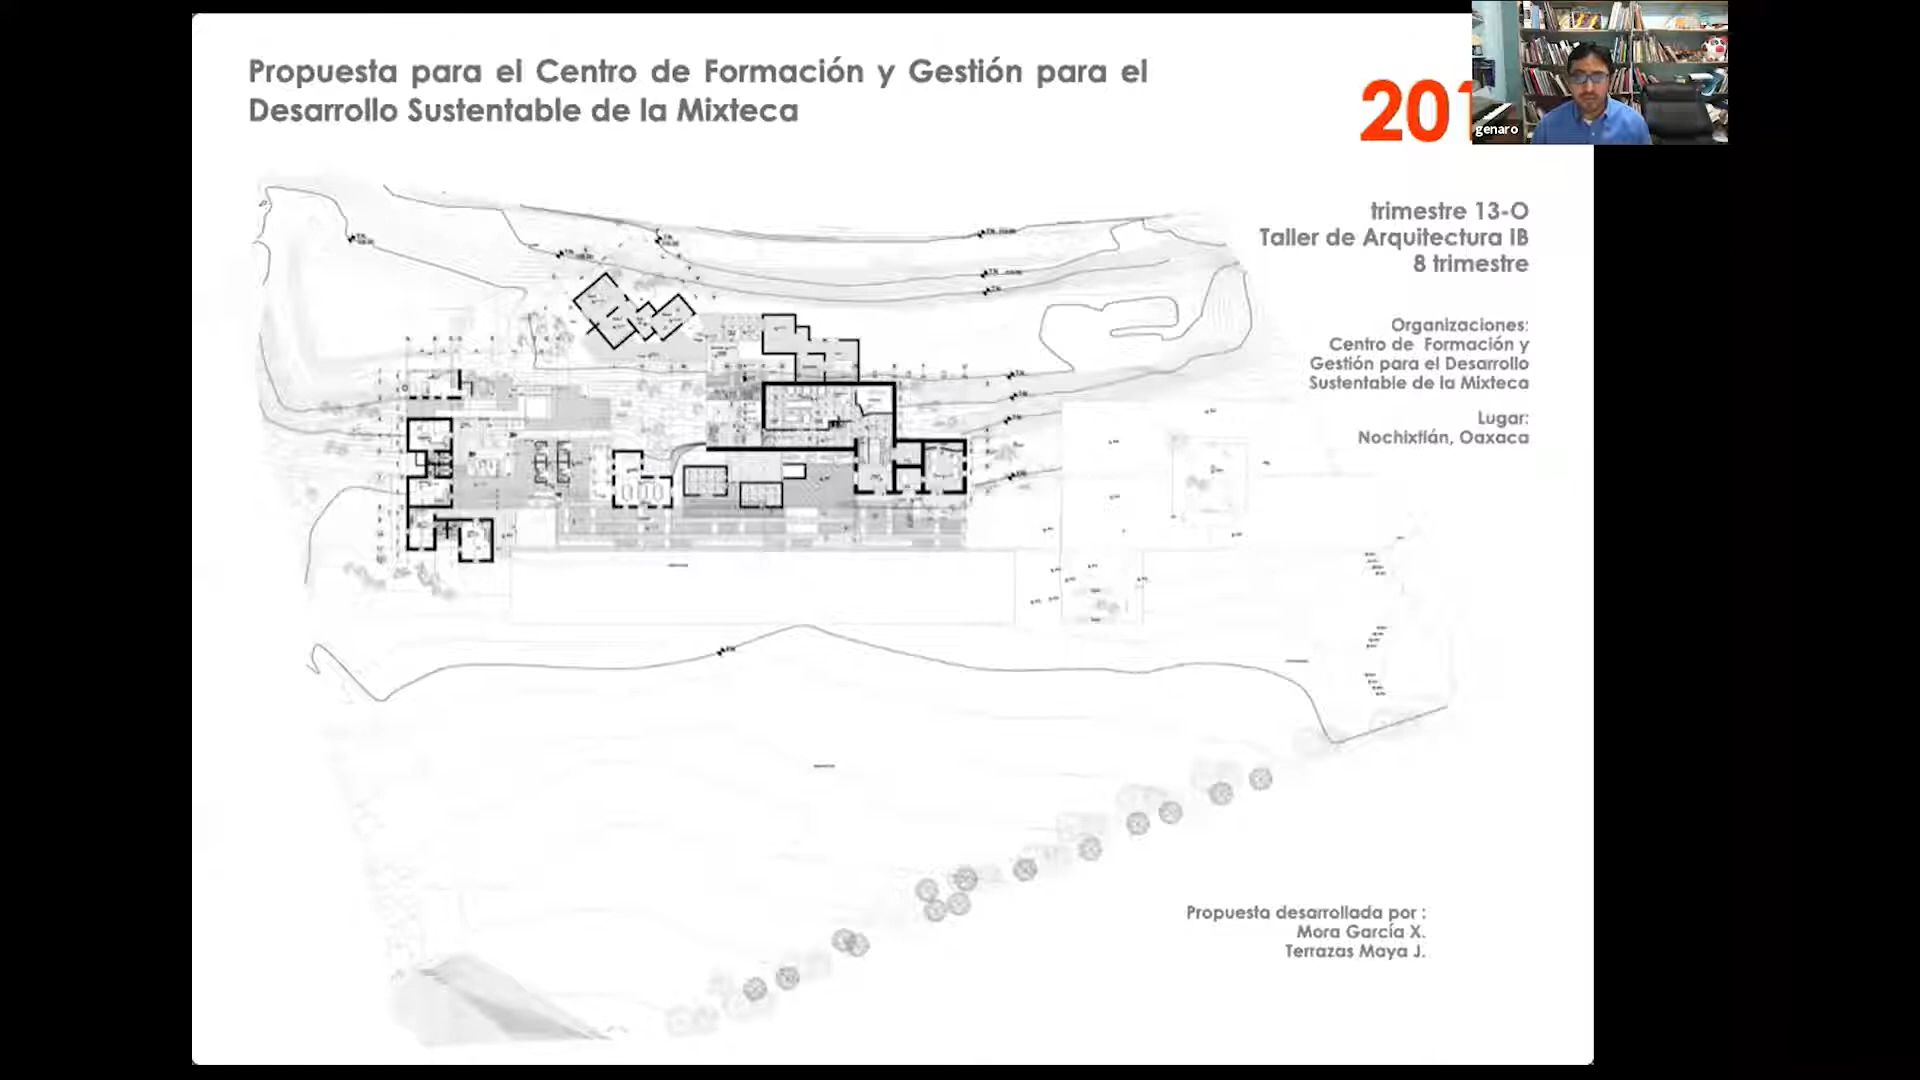 Propuesta para el Centro de Formación y Gestión para el
Desarrollo Sustentable de la Mixteca
201
genaro
trimestre 13-O
Taller de Arquitectura IB
8 trimestre
Organizaciones:
Centro de Formación y
Gestión para el Desarrollo
Sustentable de la Mixteca
Lugar:
Nochixtlán, Oaxaca
Propuesta desarrollada por :
Mora García X.
Terrazas Maya J.